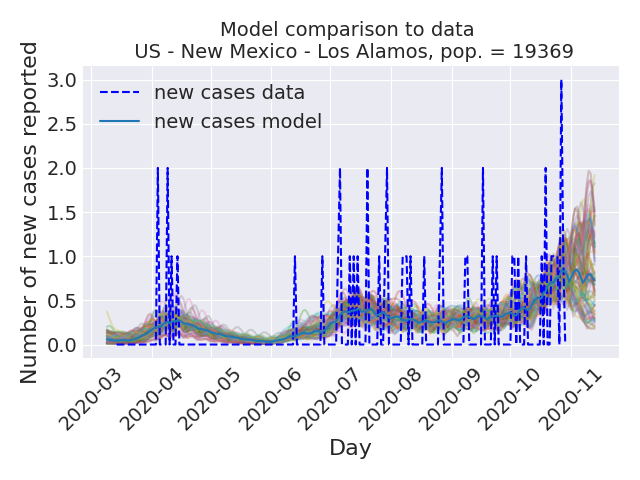 Model comparison to data
US - New Mexico - Los Alamos, pop. = 19369
Number of new cases reported
3.0
2.5
2.0
1.5
1.0
0.5
0.0
new cases data
new cases model
2020-03
2020-04
2020-05
2020-06
2020-07
2020-08
2020-09
2020-10
2020-11
Day